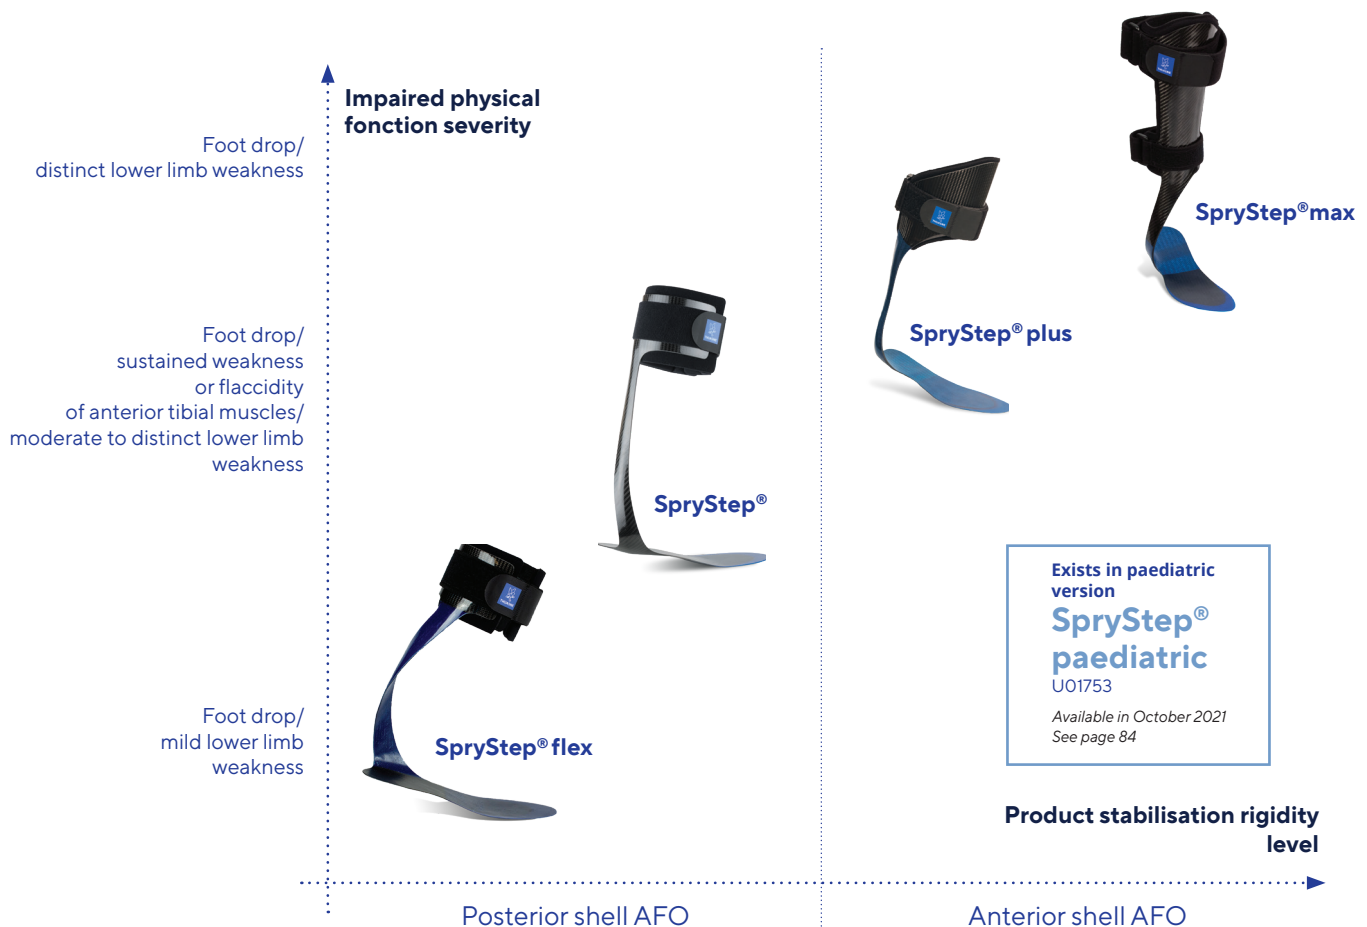 Impaired physical
fonction severity
Foot drop/
distinct lower limb weakness
SpryStep®max
Foot drop/
sustained weakness
or flaccidity
of anterior tibial muscles/
moderate to distinct lower limb
weakness
SpryStep® plus
SpryStep®
Exists in paediatric
version
SpryStep®
paediatric
U01753
Available in October 2021
See page 84
Foot drop/
mild lower limb
weakness
SpryStep® flex
Product stabilisation rigidity
level
Posterior shell AFO
Anterior shell AFO